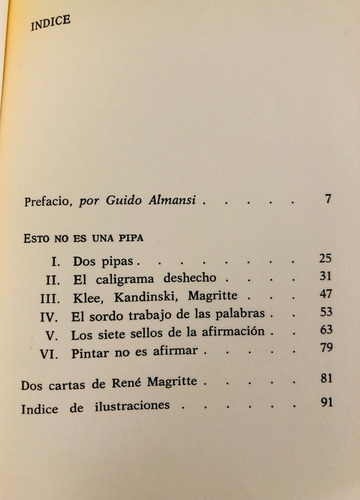 INDICE
Prefacio, por Guido Almansi . . . . . 7
ESTO NO ES UNA PIPA
I. Dos pipas . . . . . . . . 25
II. El caligrama deshecho . . . . . 31
III. Klee, Kandinski, Magritte . . . . 47
IV. El sordo trabajo de las palabras . . 53
V. Los siete sellos de la afirmación . . 63
VI. Pintar no es afirmar . . . . . 79
Dos cartas de René Magritte . . . . . 81
Indice de ilustraciones . . . . . . 91